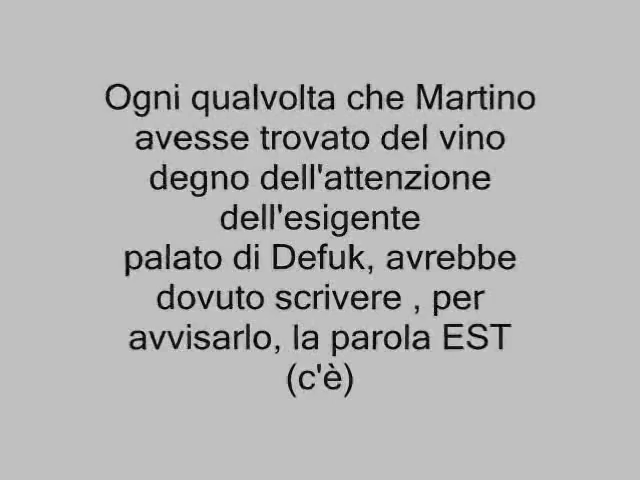 Ogni qualvolta che Martino
avesse trovato del vino
degno dell'attenzione
dell'esigente
palato di Defuk, avrebbe
dovuto scrivere , per
avvisarlo, la parola EST
(c'è)